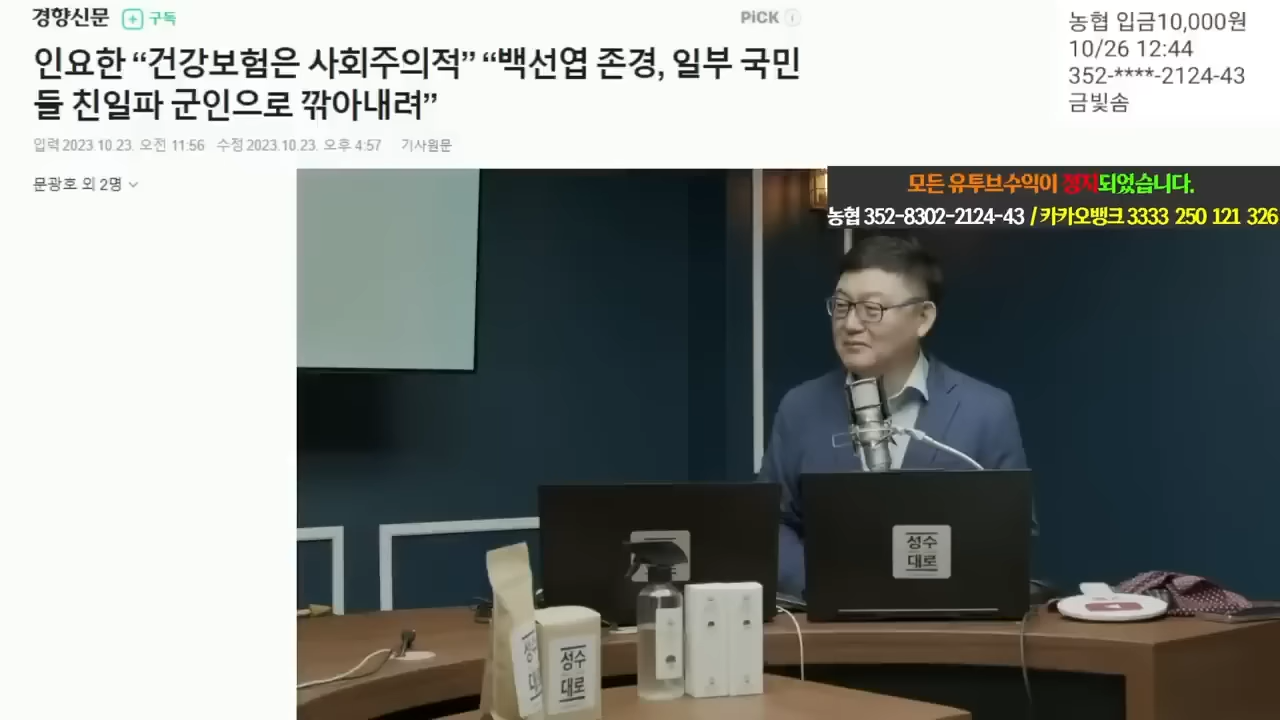 경향신문 구독 PiCK
인요한 “건강보험은 사회주의적” “백선엽 존경, 일부 국민
들 친일파 군인으로 깎아내려”
입력 2023.10.23. 오전 11:56 수정 2023.10.23. 오후 4:57 기사원문
문광호 외 2명
농협 입금10,000원
10/26 12:44
352-****-2124-43
금빛솜
모든 유투브수익이 정지되었습니다.
농협 352-8302-2124-43 / 카카오뱅크 3333 250 121 326
성수
대로
성수
대로